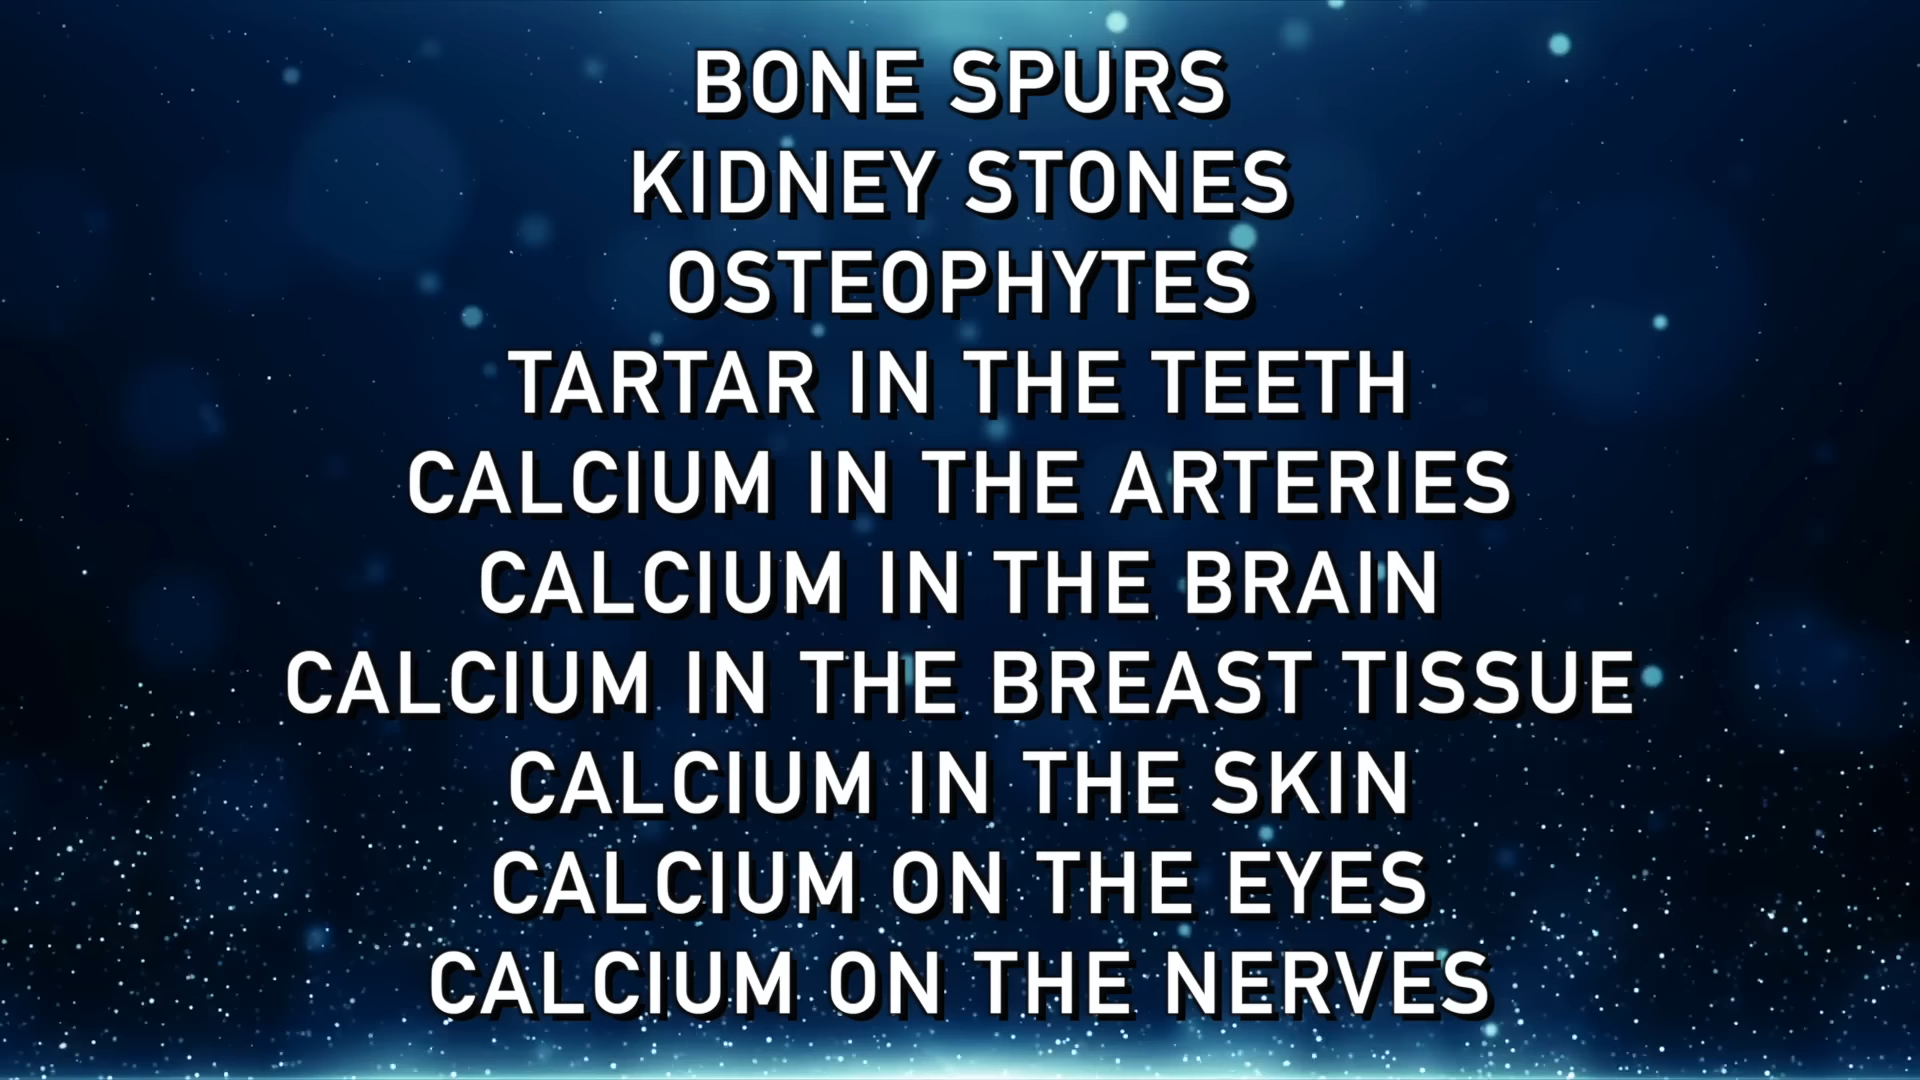 BONE SPURS
KIDNEY STONES
OSTEOPHYTES
TARTAR IN THE TEETH
CALCIUM IN THE ARTERIES
CALCIUM IN THE BRAIN
CALCIUM IN THE BREAST TISSUE
CALCIUM IN THE SKIN
CALCIUM ON THE EYES
CALCIUM ON THE NERVES